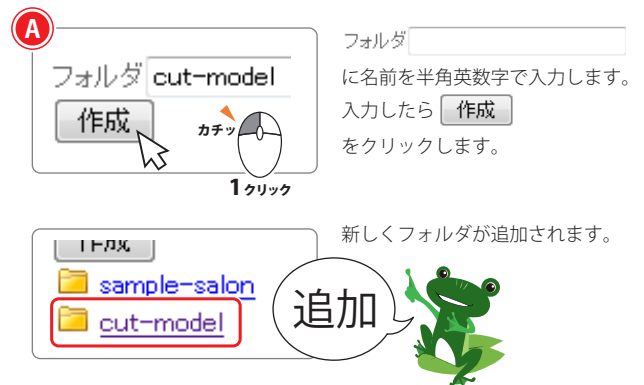 A
フォルダ cut-model
作成
カチッ
1クリック
フォルダ
に名前を半角英数字で入力します。
入力したら 作成
をクリックします。
作成
sample-salon
cut-model
新しくフォルダが追加されます。
追加